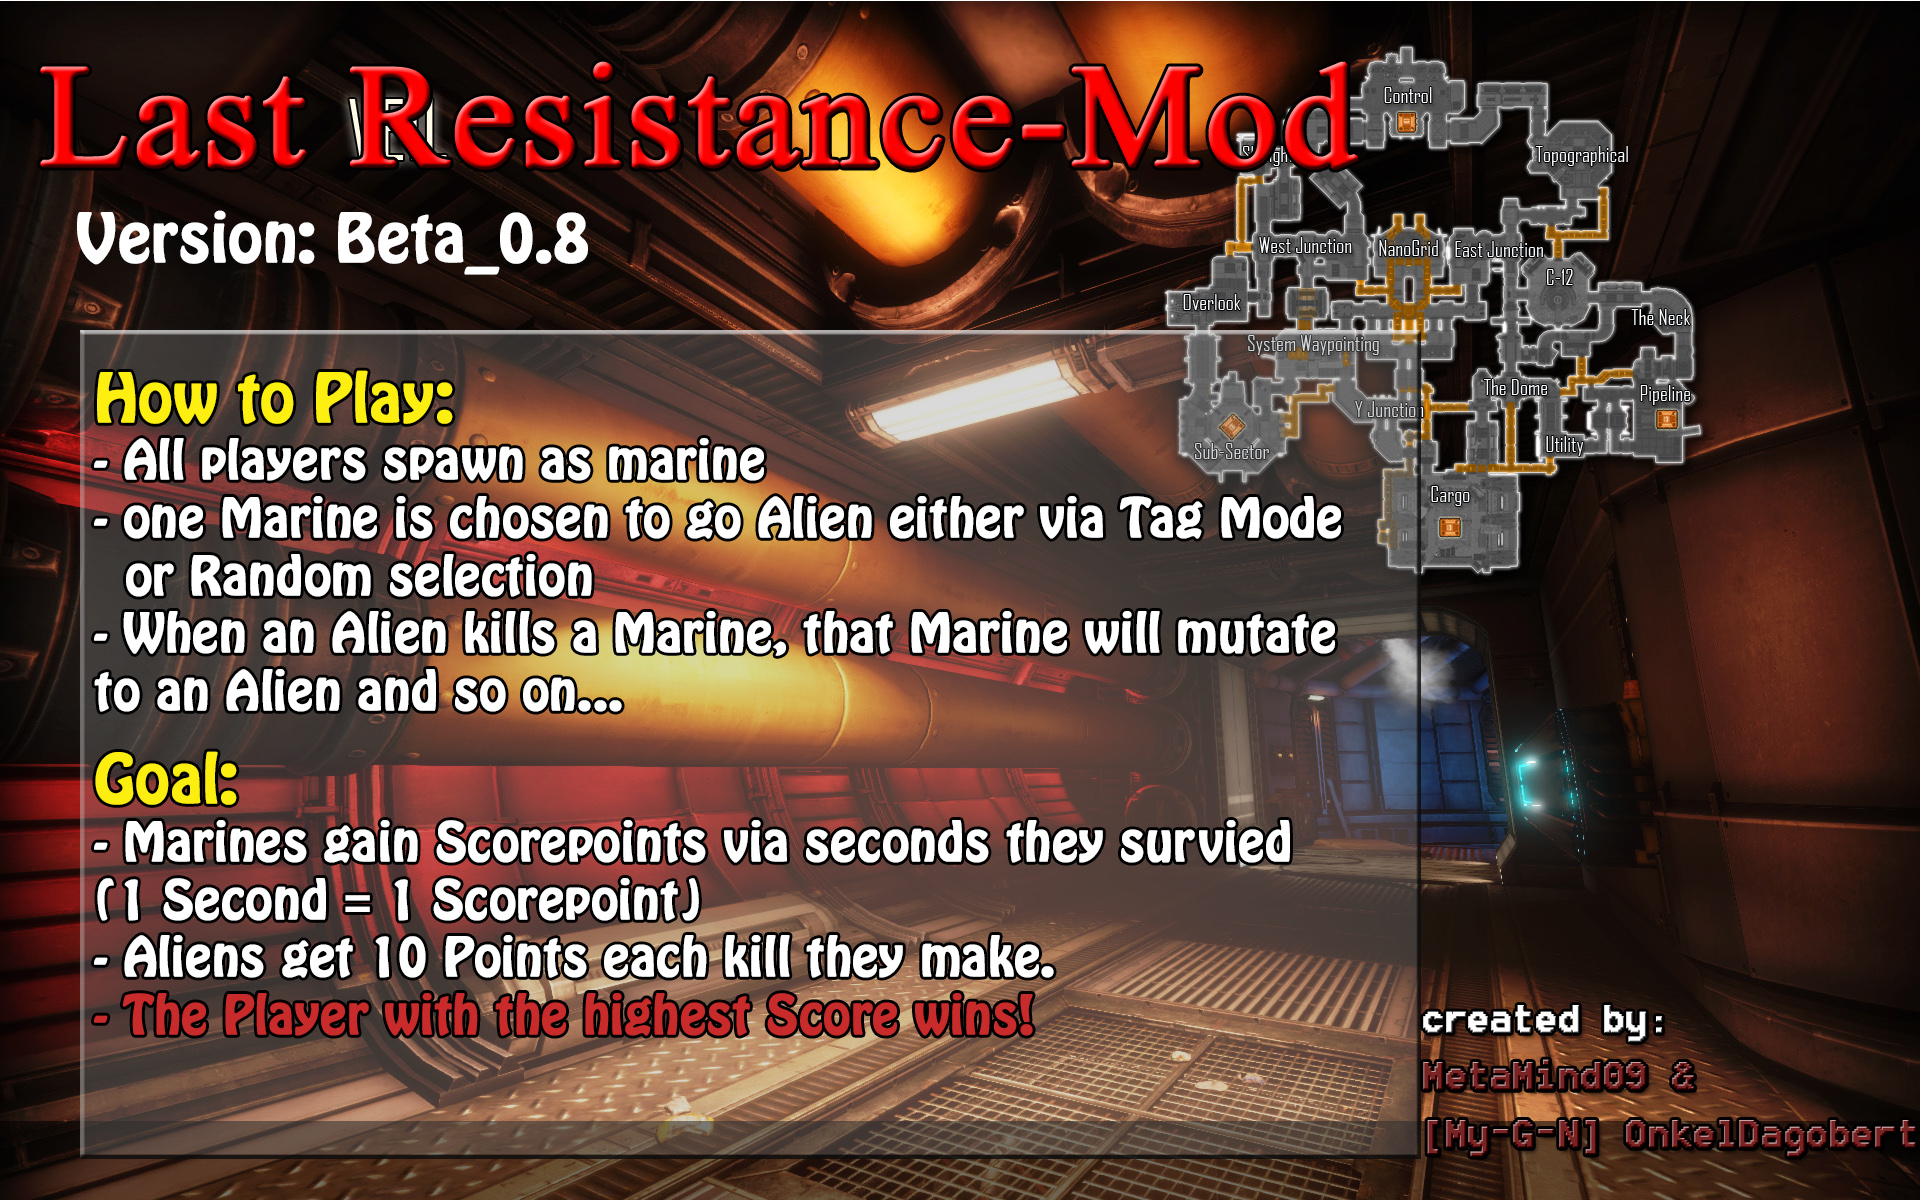 Last Resistance-Mod
Version: Beta_0.8
How to Play:
- All players spawn as marine
- one Marine is chosen to go Alien either via Tag Mode
or Random selection
- When an Alien kills a Marine, that Marine will mutate
to an Alien and so on...
Goal:
- Marines gain Scorepoints via seconds they survied
(1 Second = 1 Scorepoint)
- Aliens get 10 Points each kill they make.
- The Player with the highest Score wins!
Control
Topographical
West Junction
NanoGrid
East Junction
C-12
Overlook
The Neck
System Waypointing
The Dome
Pipeline
Y Junction
Utility
Sub-Sector
Cargo
created by:
MetaMind09 &
[My-G-N] OnkelDagobert